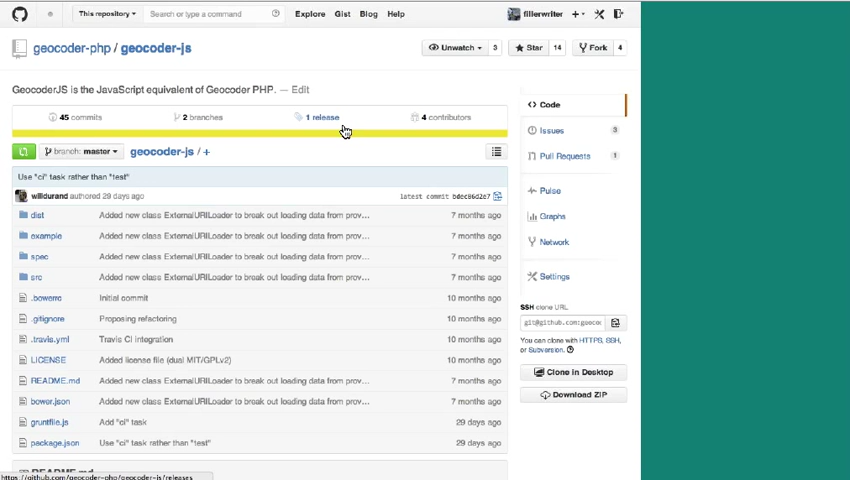 This repository Search or type a command Explore Gist Blog Help fillerwriter
geocoder-php / geocoder-js Unwatch 3 Star 14 Fork 4
GeocoderJS is the JavaScript equivalent of Geocoder PHP. — Edit
45 commits 2 branches 1 release 4 contributors
branch: master geocoder-js / +
Use "ci" task rather than "test"
willdurand authored 29 days ago latest commit bdec86d2e7
dist Added new class ExternalURILoader to break out loading data from prov… 7 months ago
example Added new class ExternalURILoader to break out loading data from prov… 7 months ago
spec Added new class ExternalURILoader to break out loading data from prov… 7 months ago
src Added new class ExternalURILoader to break out loading data from prov… 7 months ago
.bowerrc Initial commit 10 months ago
.gitignore Proposing refactoring 10 months ago
.travis.yml Travis CI integration 10 months ago
LICENSE Added license file (dual MIT/GPLv2) 10 months ago
README.md Added new class ExternalURILoader to break out loading data from prov… 7 months ago
bower.json Added new class ExternalURILoader to break out loading data from prov… 7 months ago
gruntfile.js Add "ci" task 29 days ago
package.json Use "ci" task rather than "test" 29 days ago
README.md
https://github.com/geocoder-php/geocoder-js/releases
Code
Issues 3
Pull Requests 1
Pulse
Graphs
Network
Settings
SSH clone URL
git@github.com:geoco
You can clone with HTTPS, SSH,
or Subversion.
Clone in Desktop
Download ZIP